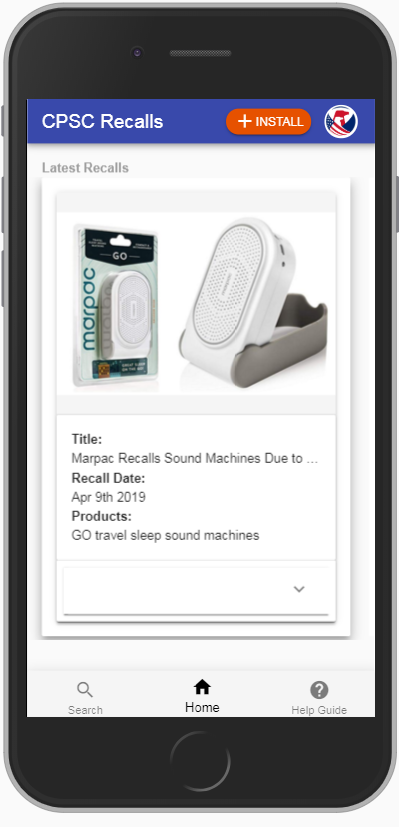 CPSC Recalls
+ INSTALL
Latest Recalls
GO
marpac
Title:
Marpac Recalls Sound Machines Due to ...
Recall Date:
Apr 9th 2019
Products:
GO travel sleep sound machines
Search
Home
Help Guide